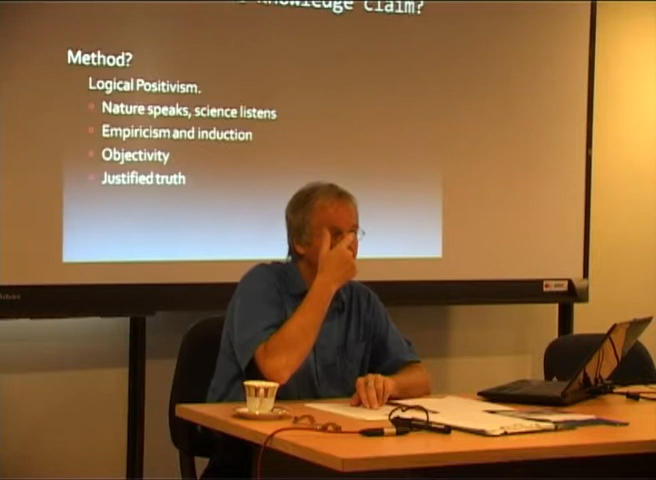 knowledge claim?
Method?
Logical Positivism.
Nature speaks, science listens
Empiricism and induction
Objectivity
Justified truth